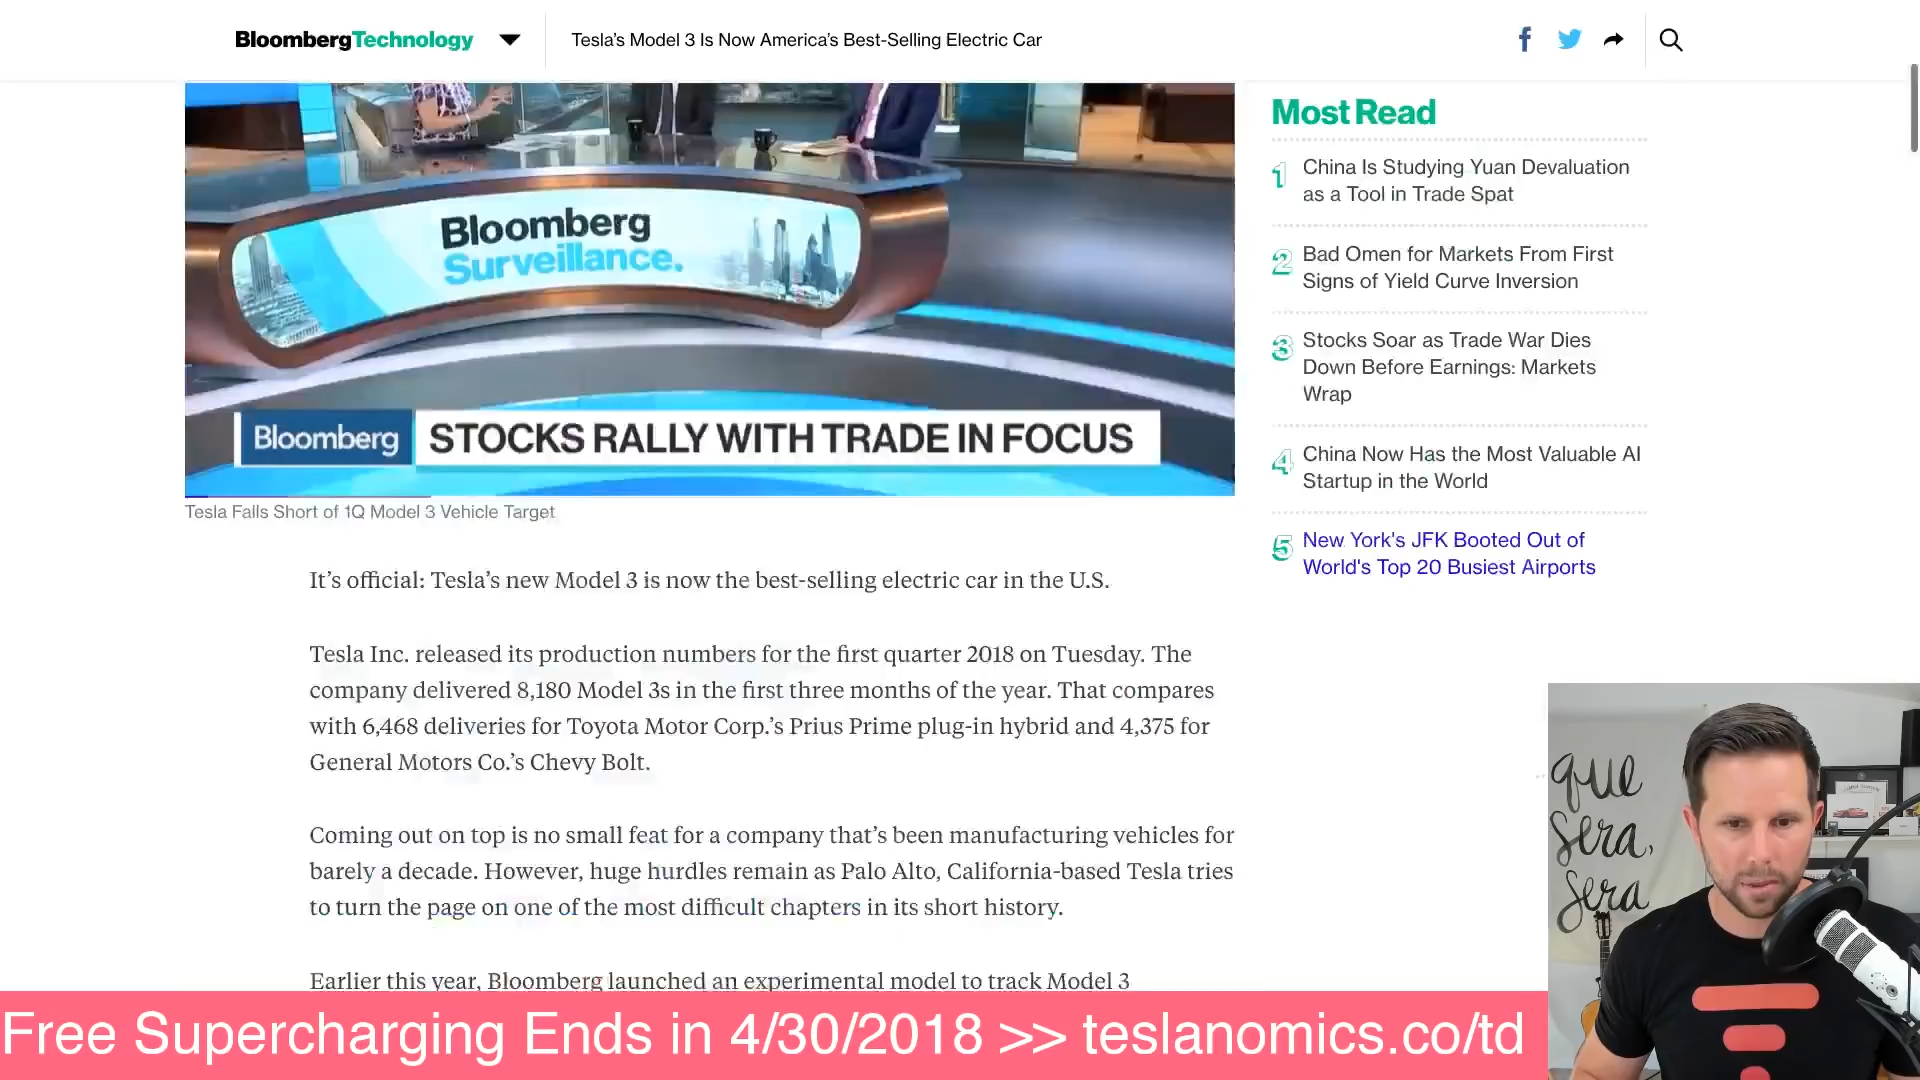 BloombergTechnology
Tesla's Model 3 Is Now America's Best-Selling Electric Car
Bloomberg
Surveillance.
Bloomberg
STOCKS RALLY WITH TRADE IN FOCUS
Tesla Falls Short of 1Q Model 3 Vehicle Target
It's official: Tesla's new Model 3 is now the best-selling electric car in the U.S.
Tesla Inc. released its production numbers for the first quarter 2018 on Tuesday. The
company delivered 8,180 Model 3s in the first three months of the year. That compares
with 6,468 deliveries for Toyota Motor Corp.'s Prius Prime plug-in hybrid and 4,375 for
General Motors Co.'s Chevy Bolt.
Coming out on top is no small feat for a company that's been manufacturing vehicles for
barely a decade. However, huge hurdles remain as Palo Alto, California-based Tesla tries
to turn the page on one of the most difficult chapters in its short history.
Earlier this year, Bloomberg launched an experimental model to track Model 3
Most Read
1 China Is Studying Yuan Devaluation
as a Tool in Trade Spat
2 Bad Omen for Markets From First
Signs of Yield Curve Inversion
3 Stocks Soar as Trade War Dies
Down Before Earnings: Markets
Wrap
4 China Now Has the Most Valuable AI
Startup in the World
5 New York's JFK Booted Out of
World's Top 20 Busiest Airports
que
sera,
sera
Free Supercharging Ends in 4/30/2018 >> teslanomics.co/td